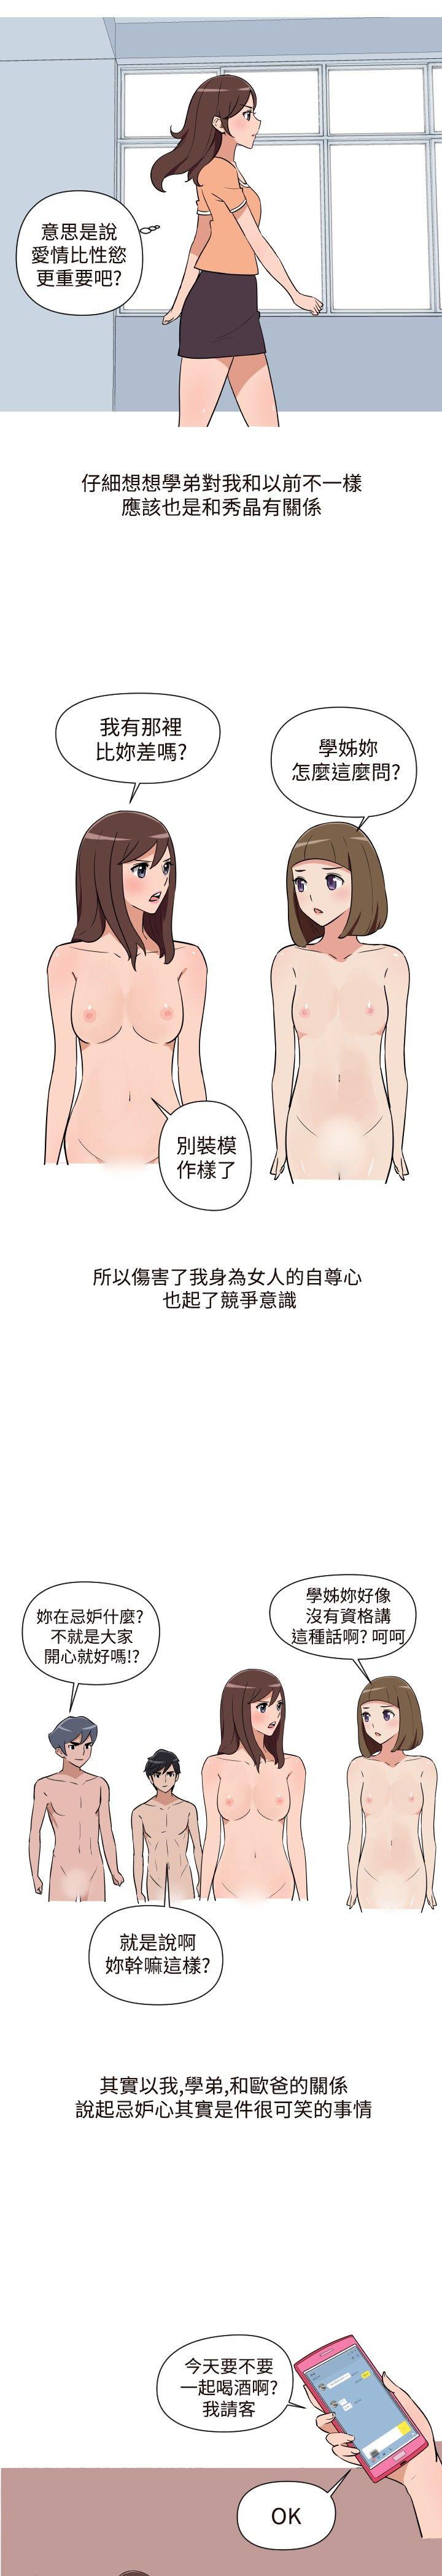 意思是說
愛情比性慾
更重要吧?
仔細想想學弟對我和以前不一樣
應該也是和秀晶有關係
我有那裡
比妳差嗎?
學姊妳
怎麼這麼問?
別裝模
作樣了
所以傷害了我身為女人的自尊心
也起了競爭意識
妳在忌妒什麼?
不就是大家
開心就好嗎!?
學姊妳好像
沒有資格講
這種話啊? 呵呵
就是說啊
妳幹嘛這樣?
其實以我,學弟,和歐爸的關係
說起忌妒心其實是件很可笑的事情
今天要不要
一起喝酒啊?
我請客
OK